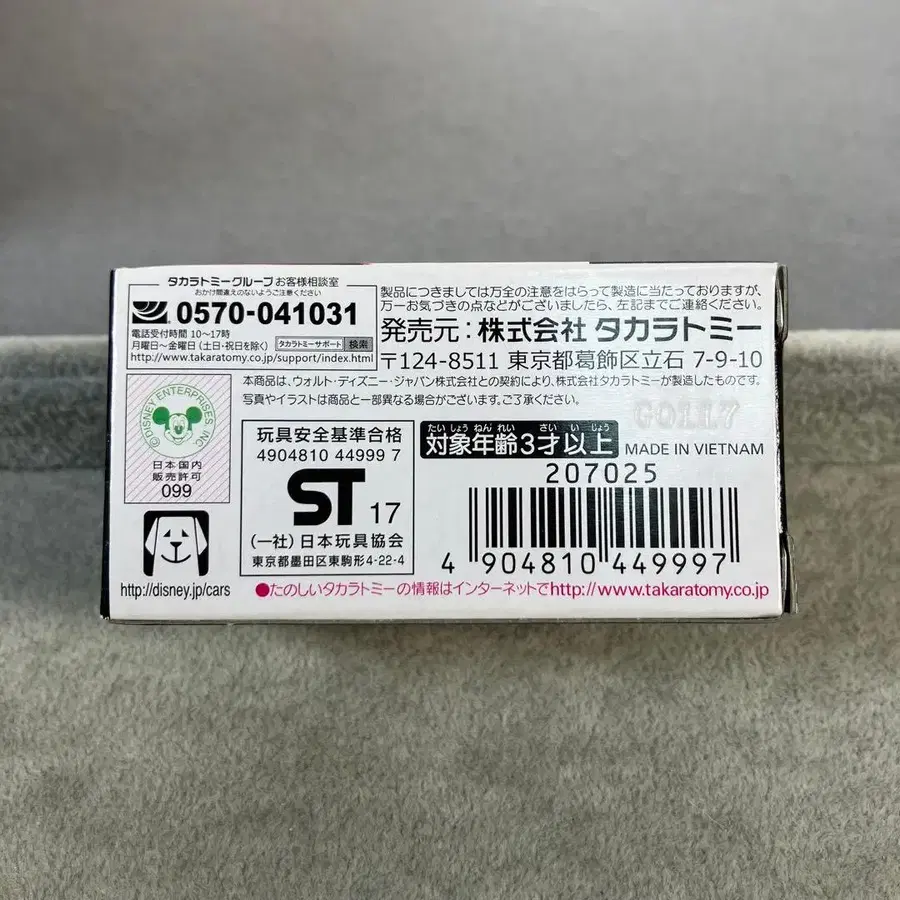 タカラトミーグループ お客様相談室
おかけ間違えのないようご注意ください
0570-041031
電話受付時間 10～17時
月曜日～金曜日 (土日・祝日を除く) タカラトミーサポート 検索
http://www.takaratomy.co.jp/support/index.html
製品につきましては万全の注意をはらって製造に当たっておりますが、
万一お気づきの点などがございましたら、左記までご連絡ください。
発売元：株式会社 タカラトミー
〒124-8511 東京都葛飾区立石 7-9-10
本商品は、ウォルト・ディズニー・ジャパン株式会社との契約により、株式会社タカラトミーが製造したものです。
写真やイラストは商品と一部異なる場合がございます。ご了承ください。
G0117
©DISNEY ENTERPRISES INC
日本国内
販売許可
099
玩具安全基準合格
4904810 44999 7
ST 17
(一社) 日本玩具協会
東京都墨田区東駒形4-22-4
たい しょう ねん れい さい い じょう
対象年齢3才以上
MADE IN VIETNAM
207025
4 904810 449997
http://disney.jp/cars
●たのしいタカラトミーの情報はインターネットでhttp://www.takaratomy.co.jp